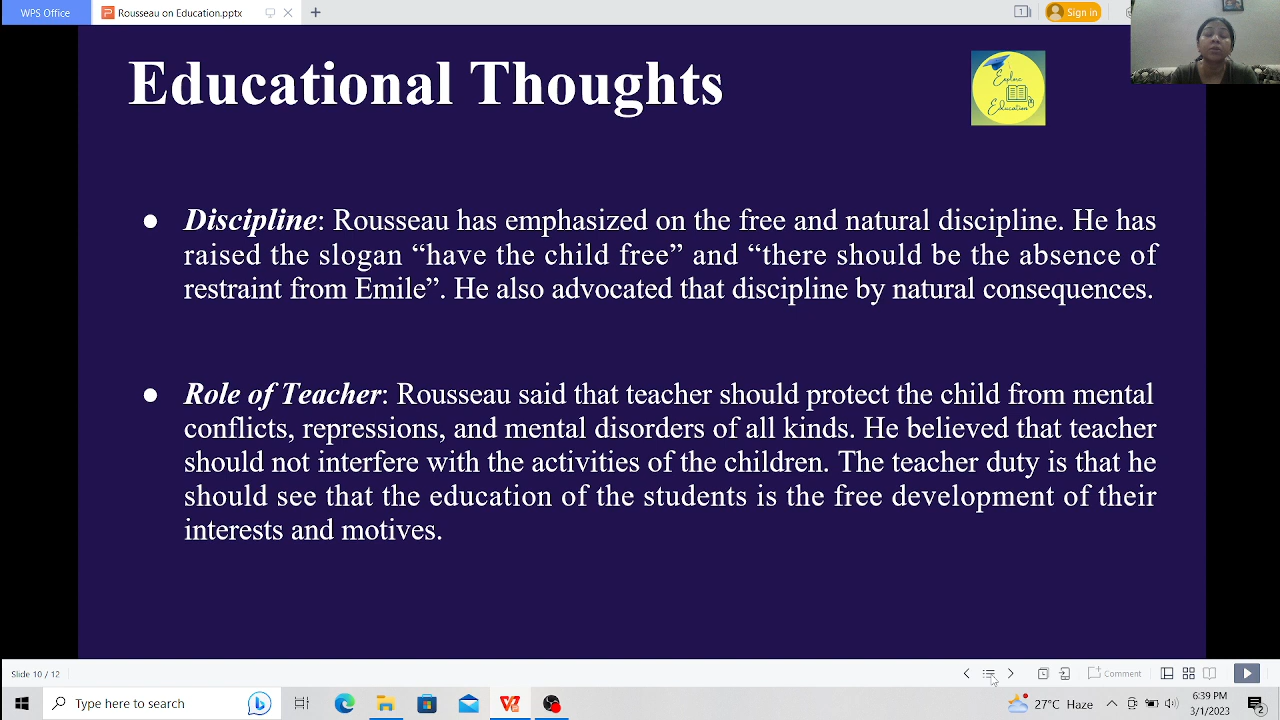 WPS Office
Rousseau on Education.pptx
1
Sign in
Educational Thoughts
Explore
Education
● Discipline: Rousseau has emphasized on the free and natural discipline. He has
raised the slogan “have the child free” and “there should be the absence of
restraint from Emile”. He also advocated that discipline by natural consequences.
● Role of Teacher: Rousseau said that teacher should protect the child from mental
conflicts, repressions, and mental disorders of all kinds. He believed that teacher
should not interfere with the activities of the children. The teacher duty is that he
should see that the education of the students is the free development of their
interests and motives.
Slide 10 / 12
Comment
Type here to search
27°C Haze
6:39 PM
3/1/2023
2